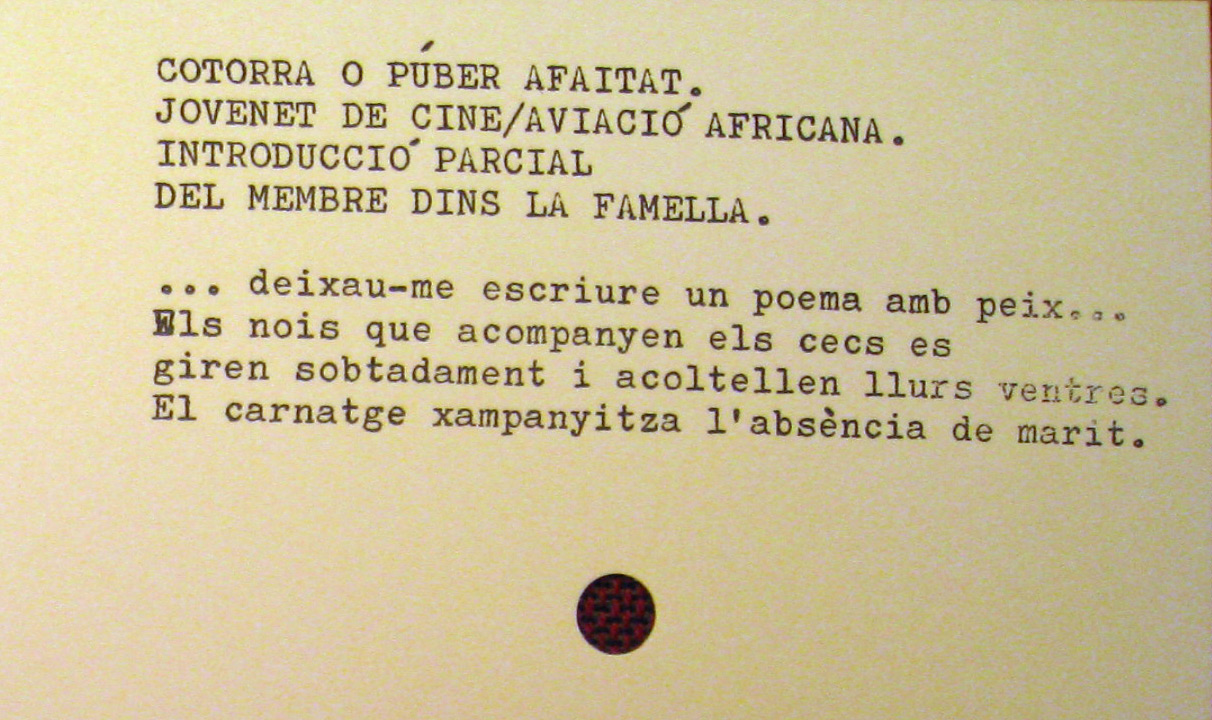 COTORRA O PÚBER AFAITAT.
JOVENET DE CINE/AVIACIÓ AFRICANA.
INTRODUCCIÓ PARCIAL
DEL MEMBRE DINS LA FAMELLA.
... deixau-me escriure un poema amb peix...
Els nois que acompanyen els cecs es
giren sobtadament i acoltellen llurs ventres.
El carnatge xampanyitza l'absència de marit.